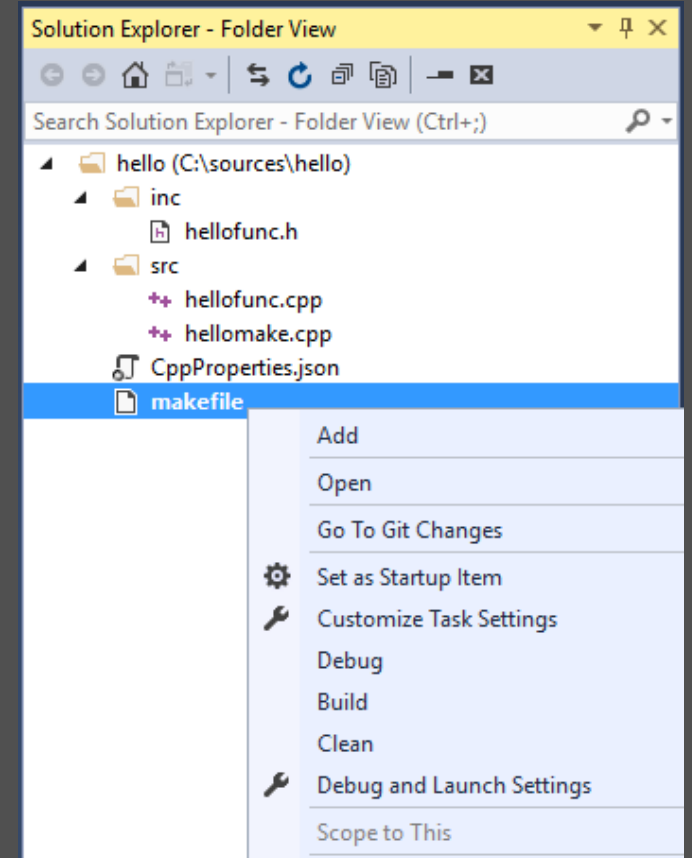 Solution Explorer - Folder View
Search Solution Explorer - Folder View (Ctrl+;)
hello (C:\sources\hello)
inc
hellofunc.h
src
hellofunc.cpp
hellomake.cpp
CppProperties.json
makefile
Add
Open
Go To Git Changes
Set as Startup Item
Customize Task Settings
Debug
Build
Clean
Debug and Launch Settings
Scope to This